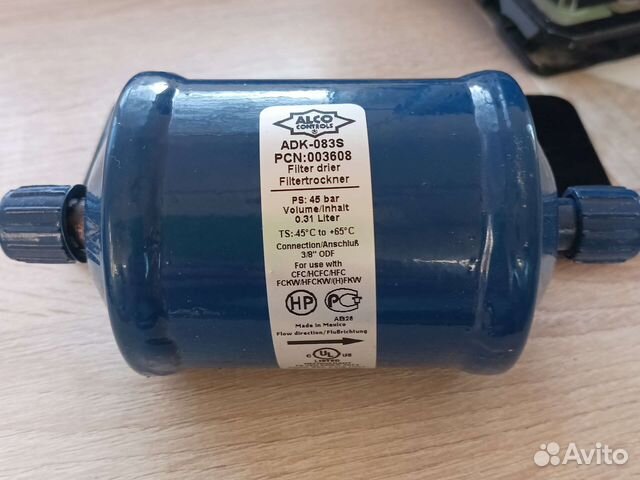 ALCO
CONTROLS
ADK-083S
PCN:003608
Filter drier
Filtertrockner
PS: 45 bar
Volume/Inhalt
0.31 Liter
TS:-45°C to +65°C
Connection/Anschluß
3/8" ODF
For use with
CFC/HCFC/HFC
FCKW/HFCKW/(H)FKW
HP
Made in Mexico
Flow direction/Flußrichtung
C UL US
LISTED
Avito